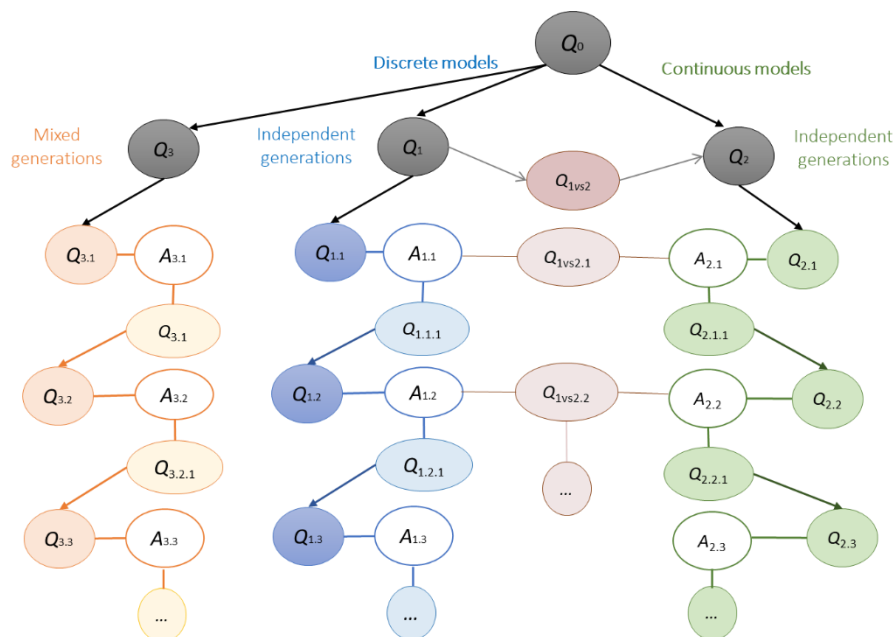 Q0
Discrete models
Continuous models
Mixed
generations
Q3
Independent
generations
Q1
Q1vs2
Q2
Independent
generations
Q3.1
A3.1
Q1.1
A1.1
Q1vs2.1
A2.1
Q2.1
Q3.1
Q1.1.1
Q2.1.1
Q3.2
A3.2
Q1.2
A1.2
Q1vs2.2
A2.2
Q2.2
Q3.2.1
Q1.2.1
Q2.2.1
...
Q3.3
A3.3
Q1.3
A1.3
A2.3
Q2.3
...
...
...